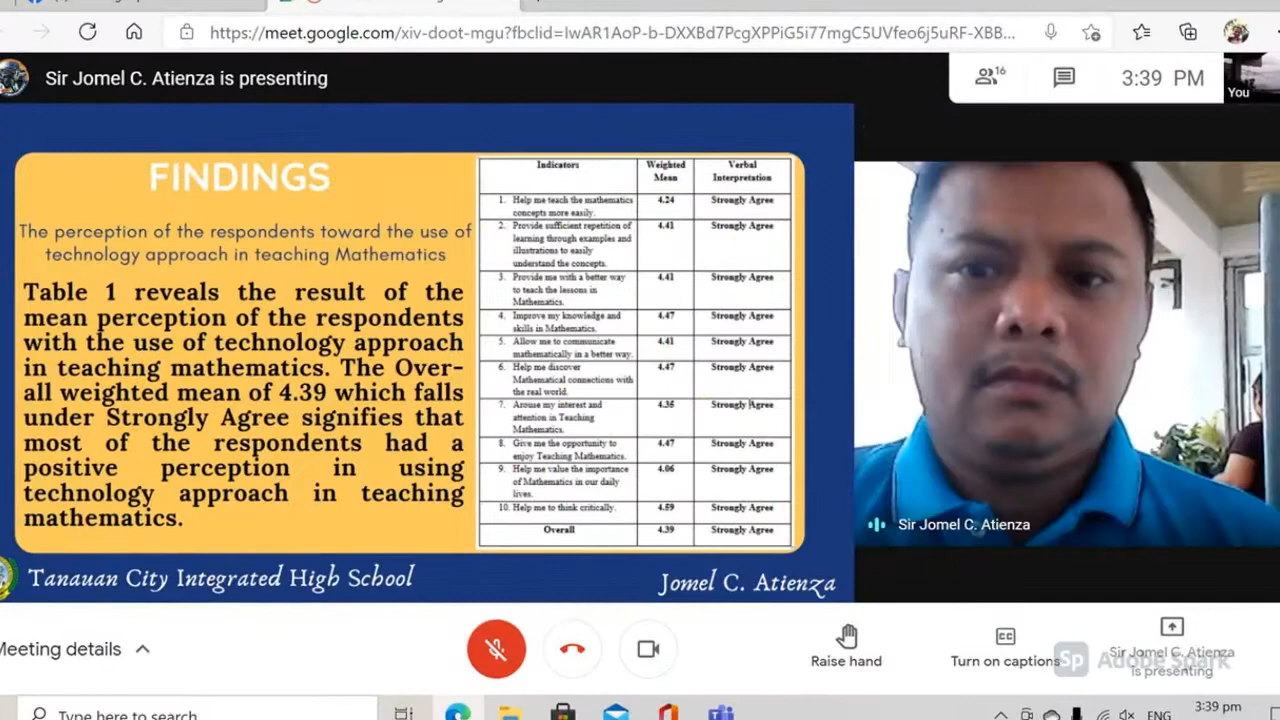 https://meet.google.com/xiv-doot-mgu?fbclid=IwAR1AoP-b-DXXBd7PcgXPPiG5i77mgC5UVfeo6j5uRF-XBB...
Sir Jomel C. Atienza is presenting
16
3:39 PM
You
FINDINGS
The perception of the respondents toward the use of
technology approach in teaching Mathematics
Table 1 reveals the result of the
mean perception of the respondents
with the use of technology approach
in teaching mathematics. The Over-
all weighted mean of 4.39 which falls
under Strongly Agree signifies that
most of the respondents had a
positive perception in using
technology approach in teaching
mathematics.
Indicators Weighted Mean Verbal Interpretation
1. Help me teach the mathematics 4.24 Strongly Agree
concepts more easily.
2. Provide sufficient repetition of 4.41 Strongly Agree
learning through examples and
illustrations to easily
understand the concepts.
3. Provide me with a better way 4.41 Strongly Agree
to teach the lessons in
Mathematics.
4. Improve my knowledge and 4.47 Strongly Agree
skills in Mathematics.
5. Allow me to communicate 4.41 Strongly Agree
mathematically in a better way.
6. Help me discover 4.47 Strongly Agree
Mathematical connections with
the real world.
7. Arouse my interest and 4.35 Strongly Agree
attention in Teaching
Mathematics.
8. Give me the opportunity to 4.47 Strongly Agree
enjoy Teaching Mathematics.
9. Help me value the importance 4.06 Strongly Agree
of Mathematics in our daily
lives.
10. Help me to think critically. 4.59 Strongly Agree
Overall 4.39 Strongly Agree
Sir Jomel C. Atienza
Tanauan City Integrated High School
Jomel C. Atienza
Meeting details
Raise hand
Turn on captions
Sir Jomel C. Atienza
is presenting
Sp Adobe Spark
Type here to search
ENG
3:39 pm